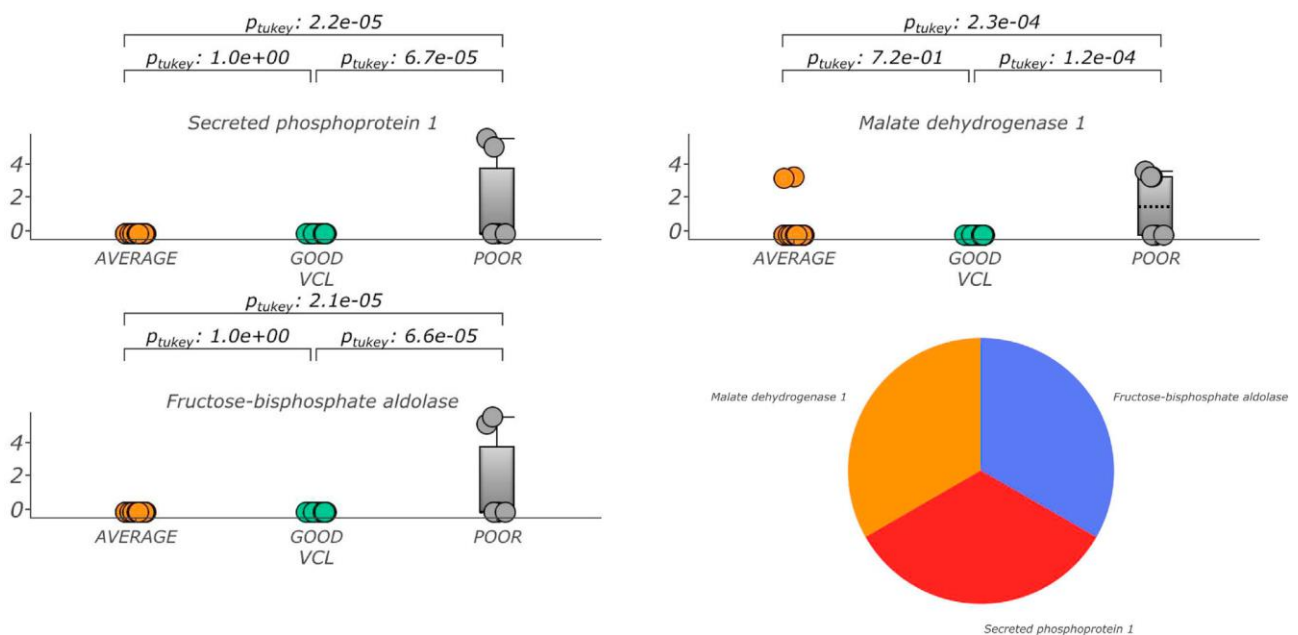 p_tukey: 2.2e-05
p_tukey: 1.0e+00 p_tukey: 6.7e-05
Secreted phosphoprotein 1
4
2
0
AVERAGE GOOD POOR
VCL
p_tukey: 2.3e-04
p_tukey: 7.2e-01 p_tukey: 1.2e-04
Malate dehydrogenase 1
4
2
0
AVERAGE GOOD POOR
VCL
p_tukey: 2.1e-05
p_tukey: 1.0e+00 p_tukey: 6.6e-05
Fructose-bisphosphate aldolase
4
2
0
AVERAGE GOOD POOR
VCL
Malate dehydrogenase 1 Fructose-bisphosphate aldolase
Secreted phosphoprotein 1